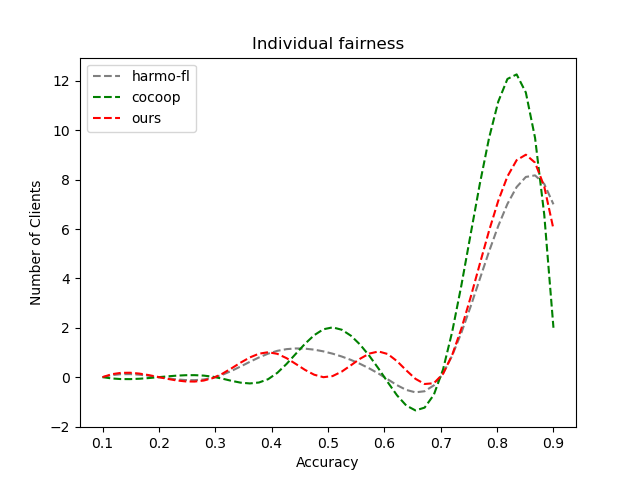 Individual fairness
harmo-fl
cocoop
ours
Number of Clients
12
10
8
6
4
2
0
−2
0.1 0.2 0.3 0.4 0.5 0.6 0.7 0.8 0.9
Accuracy